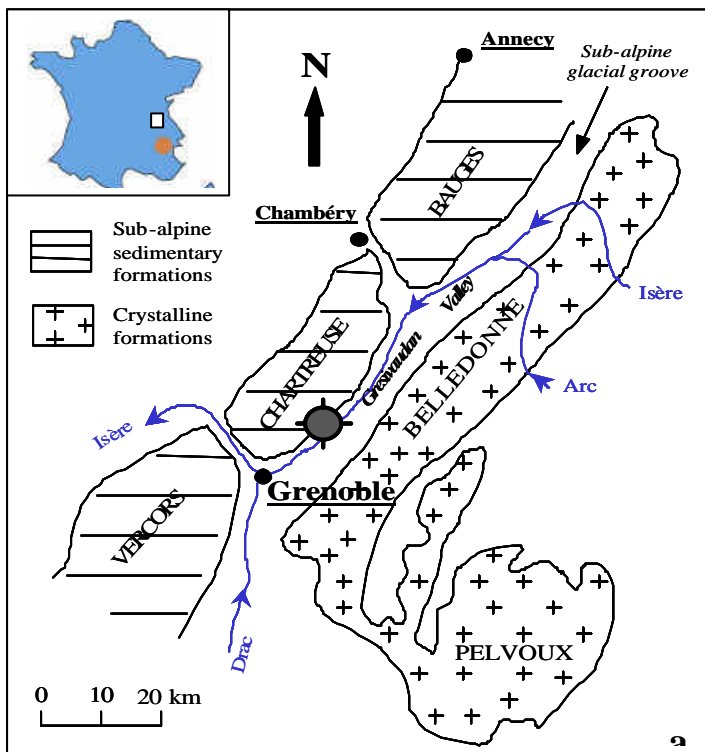 Annecy
Sub-alpine
glacial groove
N
BAUGES
Chambéry
Sub-alpine
sedimentary
formations
Crystalline
formations
Isère
Gresivaudan Valley
BELLEDONNE
CHARTREUSE
Arc
Isère
Grenoble
VERCORS
Drac
PELVOUX
0 10 20 km
a